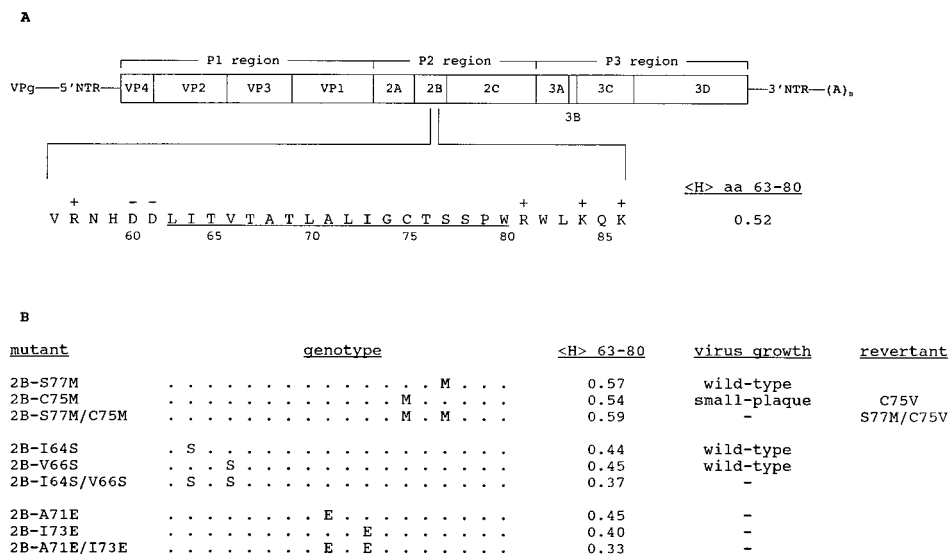 A
P1 region P2 region P3 region
VPg 5'NTR VP4 VP2 VP3 VP1 2A 2B 2C 3A 3C 3D 3'NTR (A)n
3B
<H> aa 63-80
+ - - + + +
V R N H D D L I T V T A T L A L I G C T S S P W R W L K Q K 0.52
60 65 70 75 80 85
B
mutant genotype <H> 63-80 virus growth revertant
2B-S77M . . . . . . . . . . . . . . M . . . 0.57 wild-type
2B-C75M . . . . . . . . . . . . M . . . . . 0.54 small-plaque C75V
2B-S77M/C75M . . . . . . . . . . . . M . M . . . 0.59 - S77M/C75V
2B-I64S . S . . . . . . . . . . . . . . . . 0.44 wild-type
2B-V66S . . . S . . . . . . . . . . . . . . 0.45 wild-type
2B-I64S/V66S . S . S . . . . . . . . . . . . . . 0.37 -
2B-A71E . . . . . . . . E . . . . . . . . . 0.45 - -
2B-I73E . . . . . . . . . . E . . . . . . . 0.40 - -
2B-A71E/I73E . . . . . . . . E . E . . . . . . . 0.33 - -